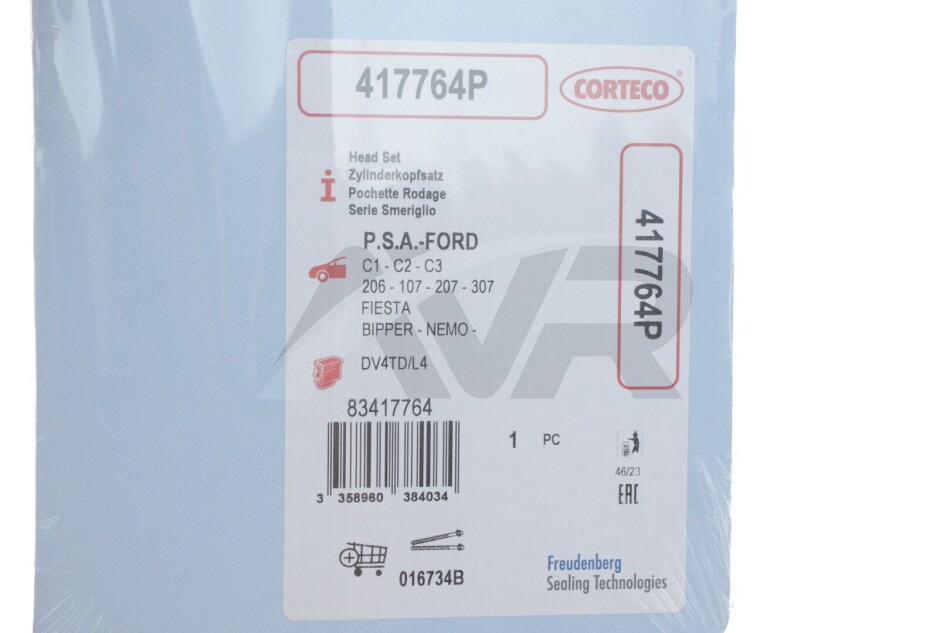 417764P
CORTECO®
Head Set
Zylinderkopfsatz
Pochette Rodage
Serie Smeriglio
417764P
P.S.A.-FORD
C1 - C2 - C3
206 - 107 - 207 - 307
FIESTA
BIPPER - NEMO -
DV4TD/L4
83417764
1 PC
46/23
3 358960 384034
EAC
016734B
Freudenberg
Sealing Technologies
IVR